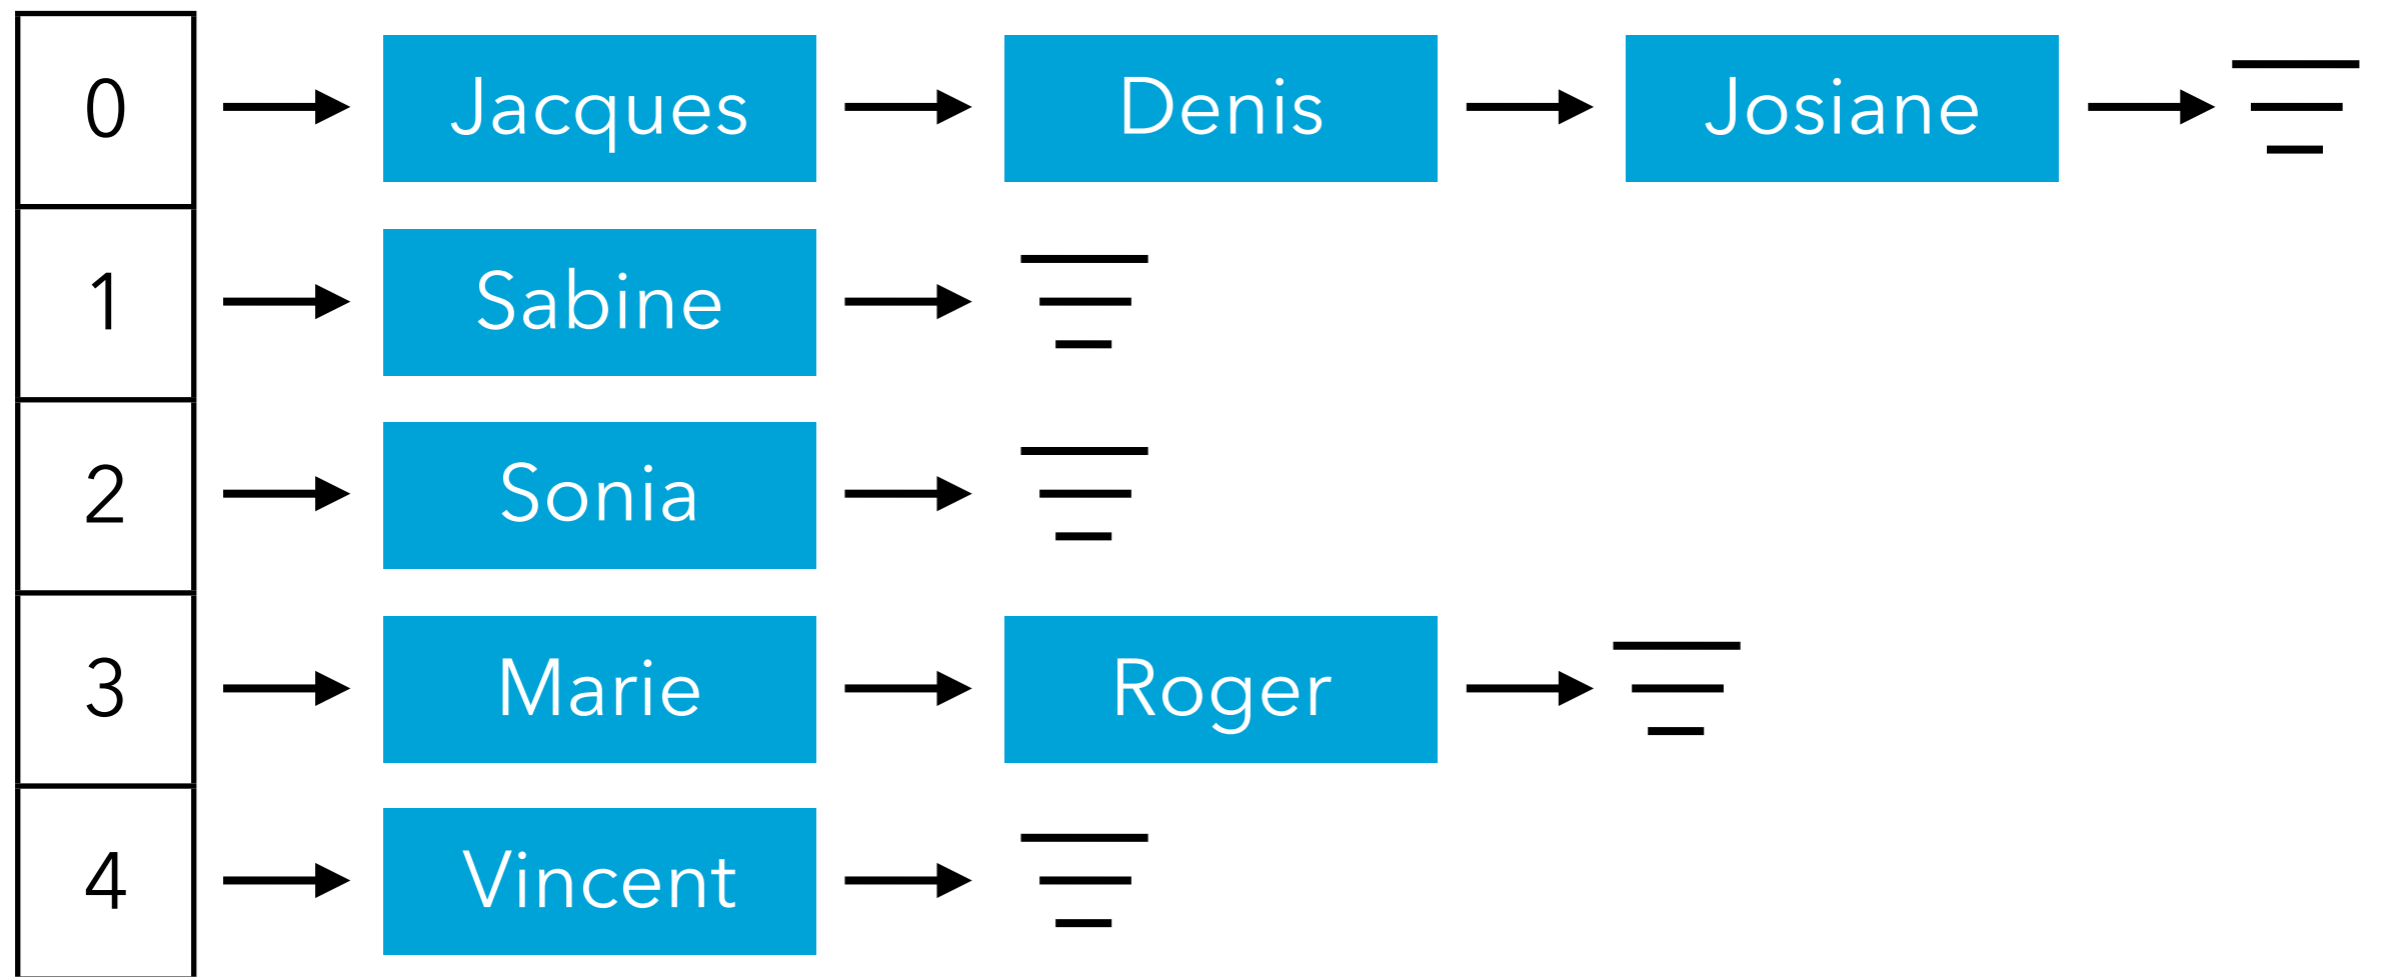 0 Jacques Denis Josiane
1 Sabine
2 Sonia
3 Marie Roger
4 Vincent